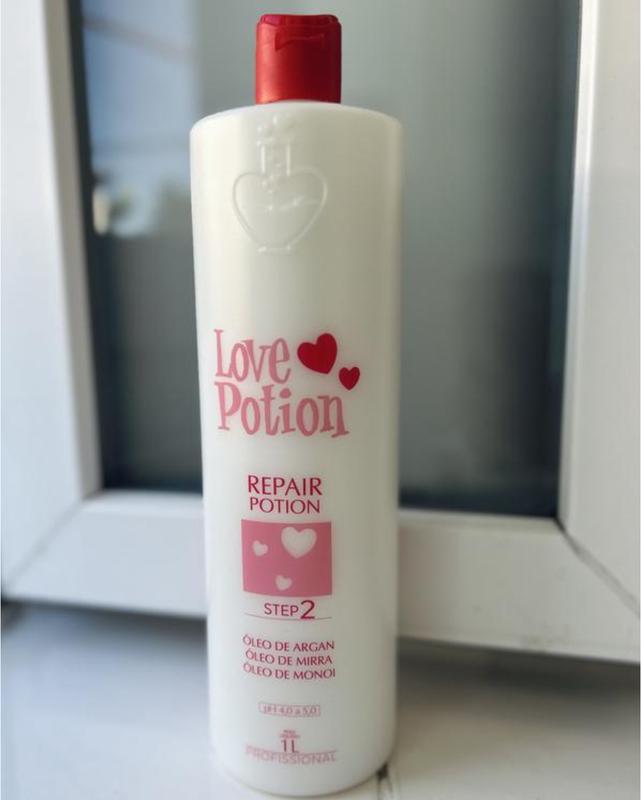 Love
Potion
REPAIR
POTION
STEP 2
ÓLEO DE ARGAN
ÓLEO DE MIRRA
ÓLEO DE MONOI
pH 4,0 a 5,0
1L
PROFISSIONAL